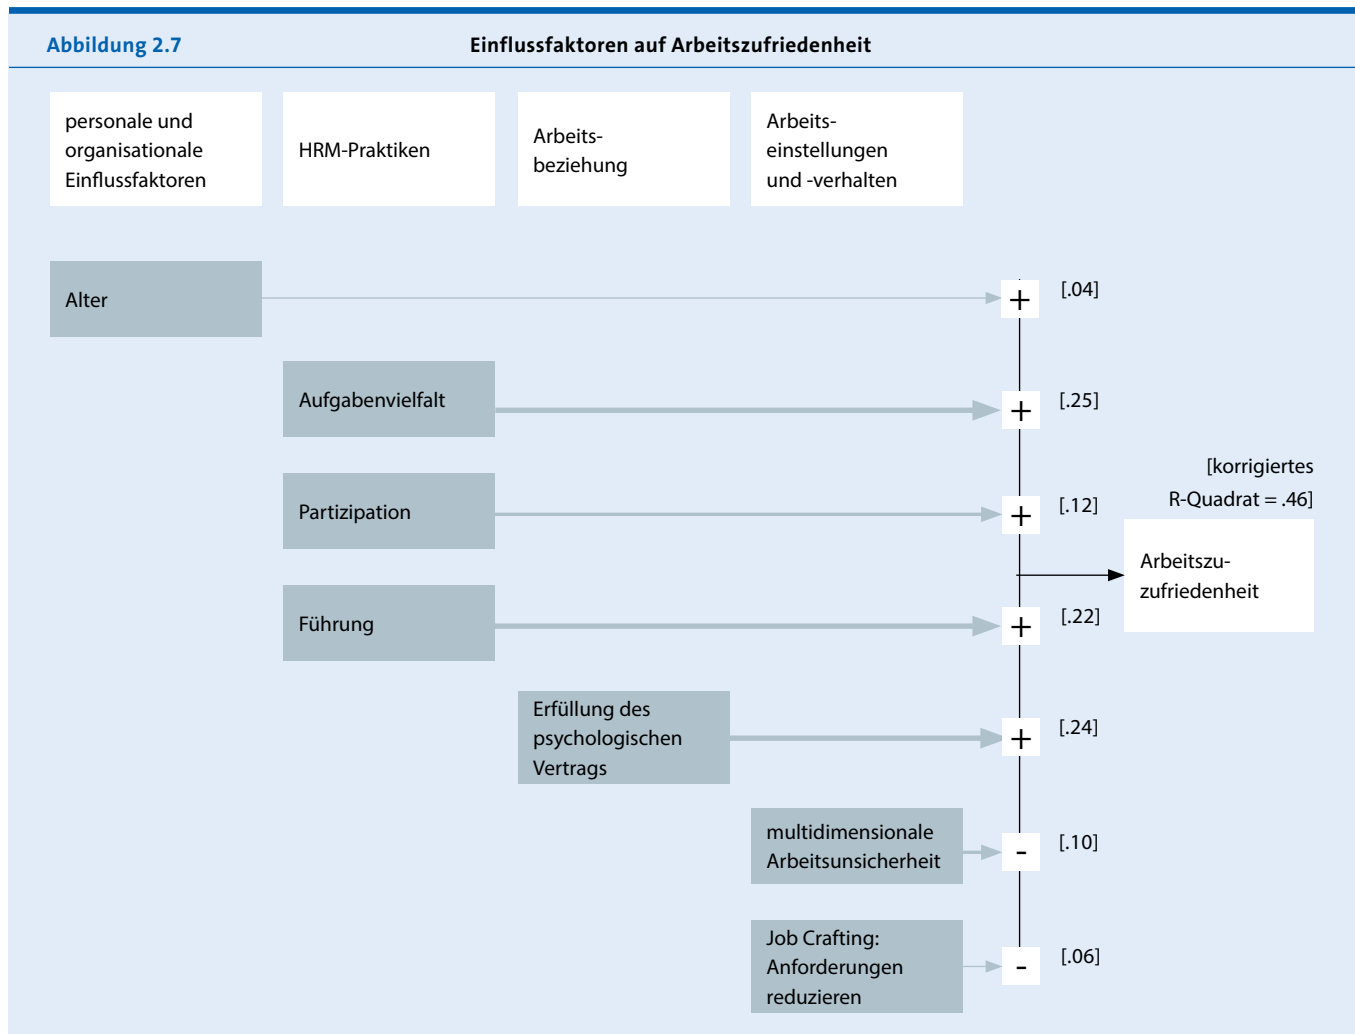 Abbildung 2.7
Einflussfaktoren auf Arbeitszufriedenheit
personale und
organisationale
Einflussfaktoren
HRM-Praktiken
Arbeits-
beziehung
Arbeits-
einstellungen
und -verhalten
Alter
+
[.04]
Aufgabenvielfalt
+
[.25]
[korrigiertes
R-Quadrat = .46]
Partizipation
+
[.12]
Arbeitszu-
zufriedenheit
Führung
+
[.22]
Erfüllung des
psychologischen
Vertrags
+
[.24]
multidimensionale
Arbeitsunsicherheit
-
[.10]
Job Crafting:
Anforderungen
reduzieren
-
[.06]